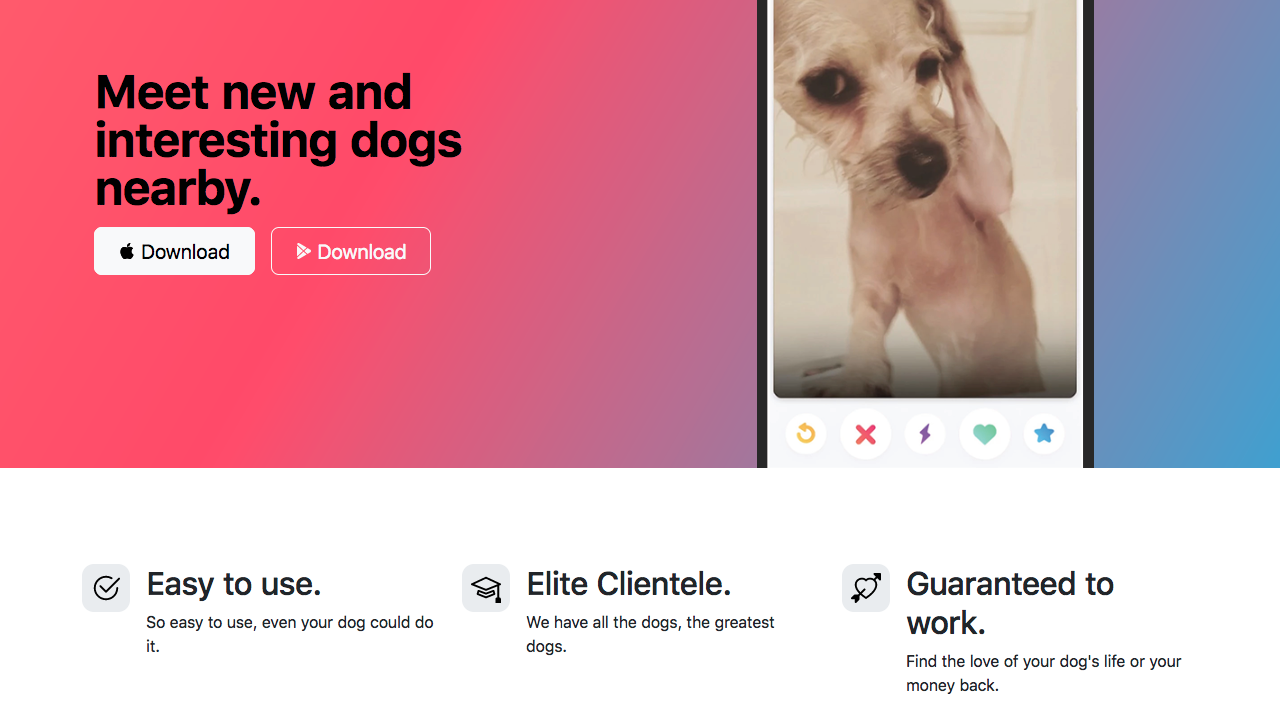 Meet new and
interesting dogs
nearby.
Download
Download
Easy to use.
So easy to use, even your dog could do
it.
Elite Clientele.
We have all the dogs, the greatest
dogs.
Guaranteed to
work.
Find the love of your dog's life or your
money back.